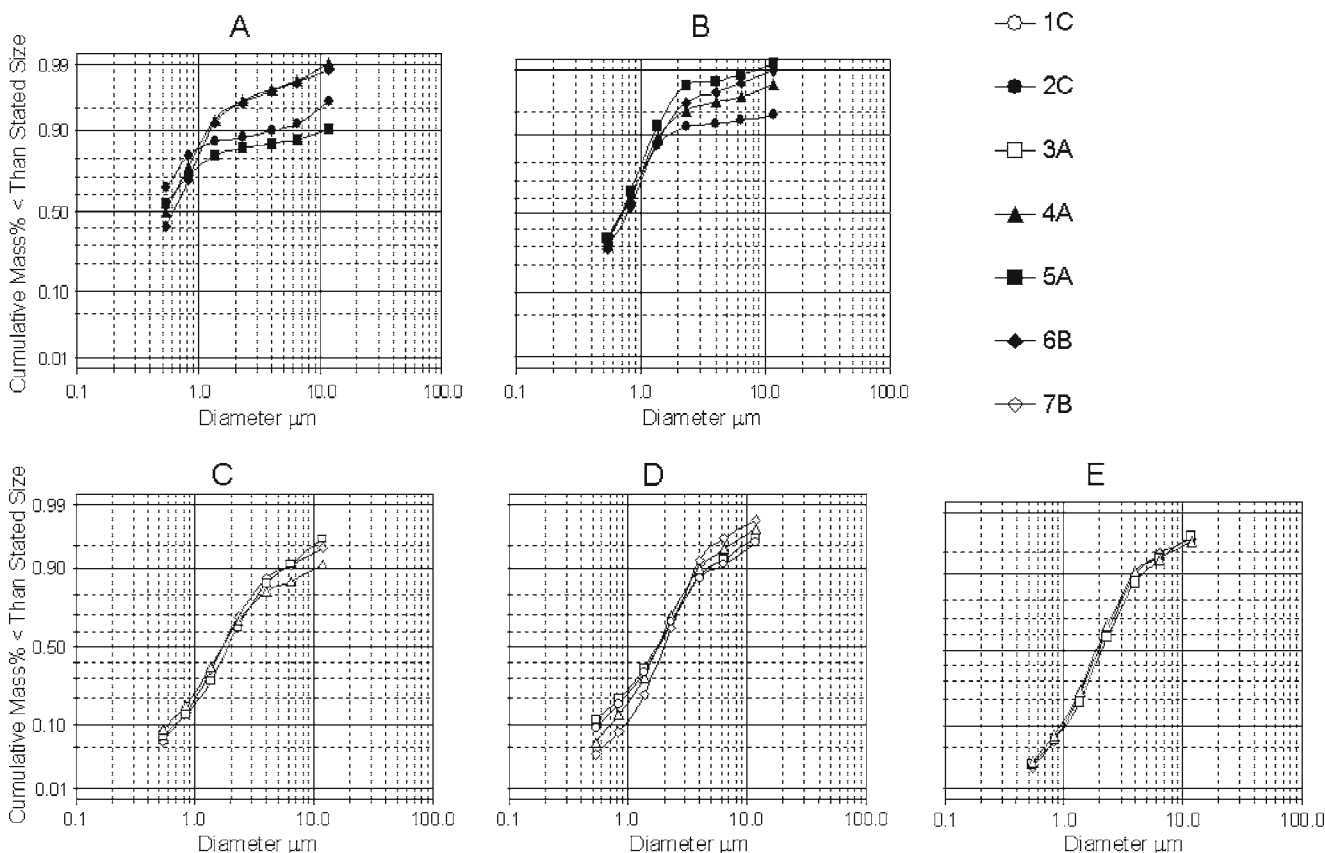 A
Cumulative Mass% < Than Stated Size
0.99
0.90
0.50
0.10
0.01
0.1
1.0
10.0
100.0
Diameter µm
B
0.1
1.0
10.0
100.0
Diameter µm
1C
2C
3A
4A
5A
6B
7B
C
Cumulative Mass% < Than Stated Size
0.99
0.90
0.50
0.10
0.01
0.1
1.0
10.0
100.0
Diameter µm
D
0.1
1.0
10.0
100.0
Diameter µm
E
0.1
1.0
10.0
100.0
Diameter µm